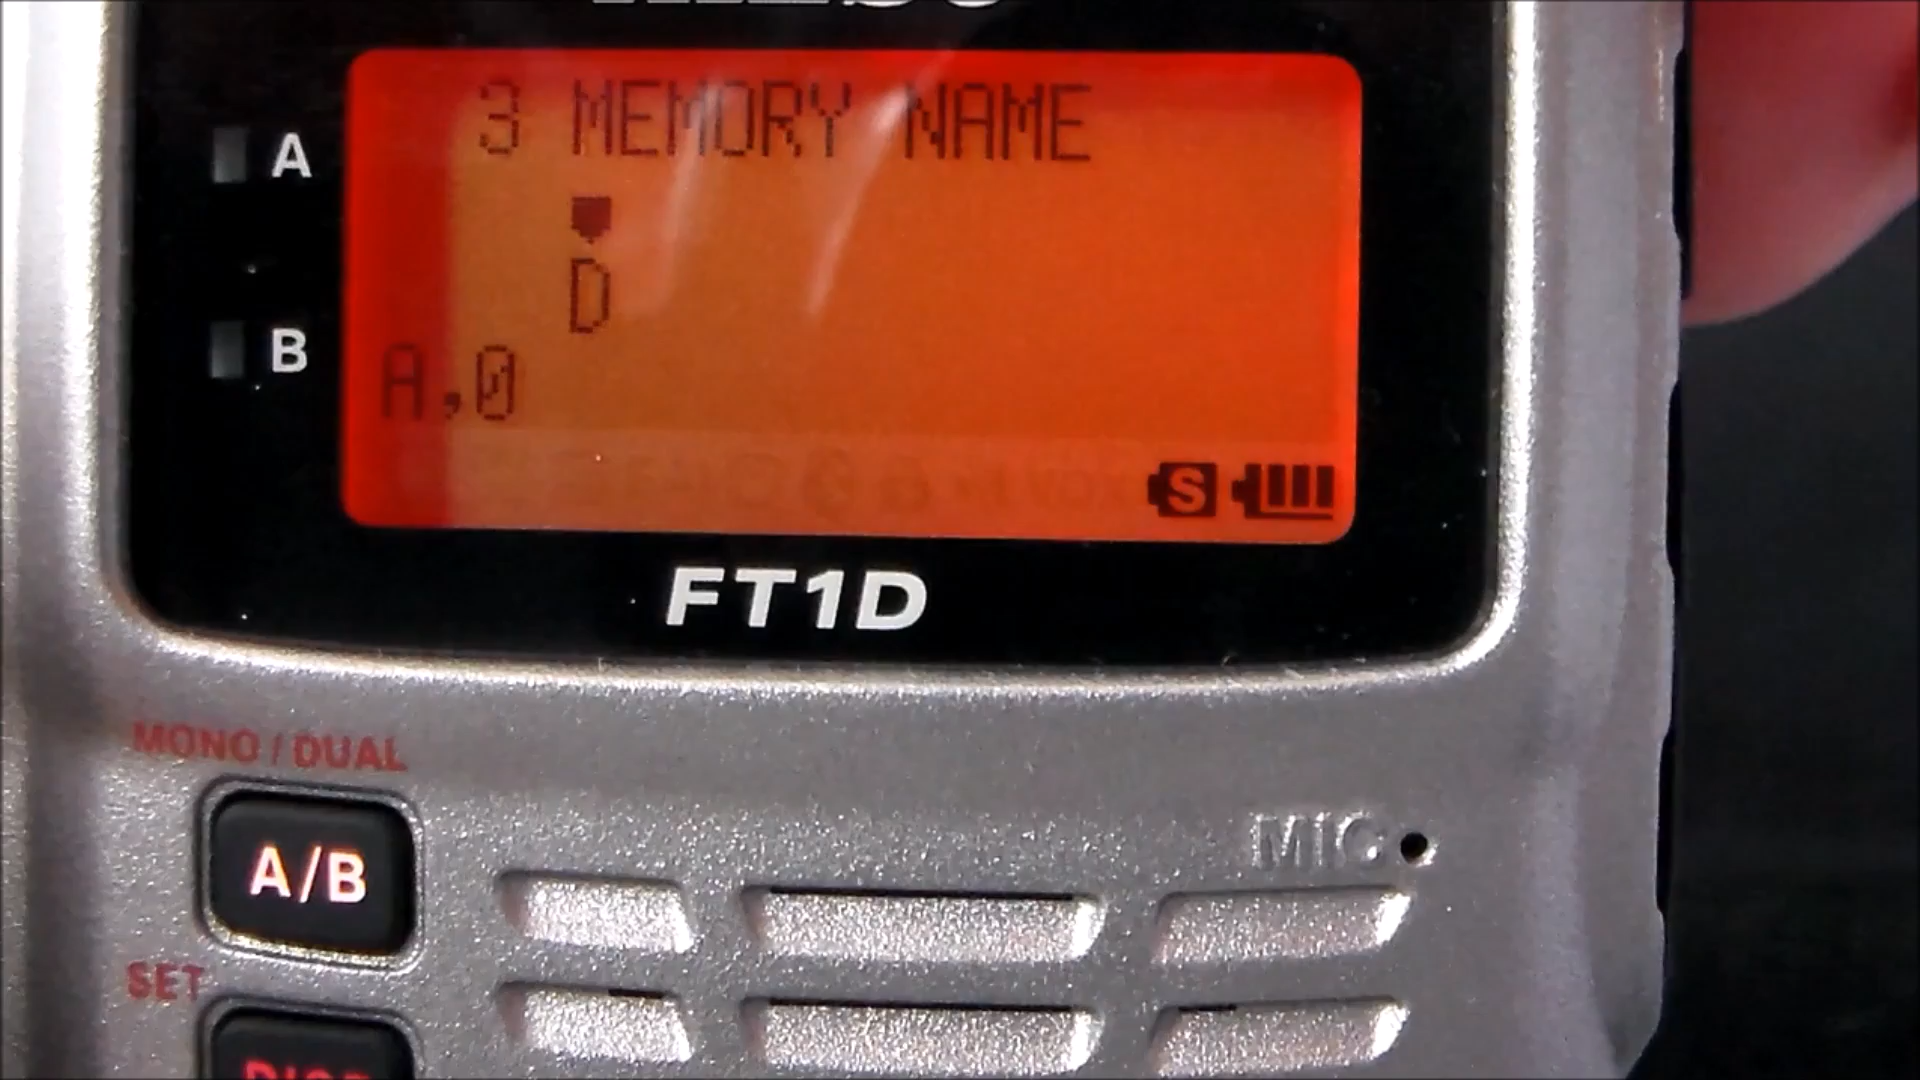 3 MEMORY NAME
A
D
B
A,0
S
FT1D
MONO / DUAL
MIC
A/B
SET